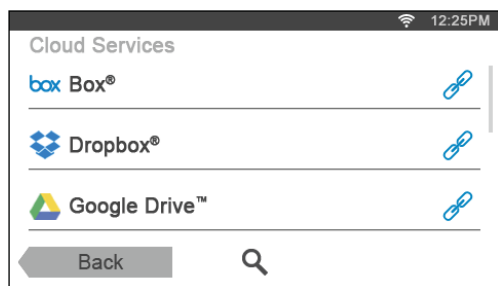 12:25PM
Cloud Services
box Box®
Dropbox®
Google Drive™
Back